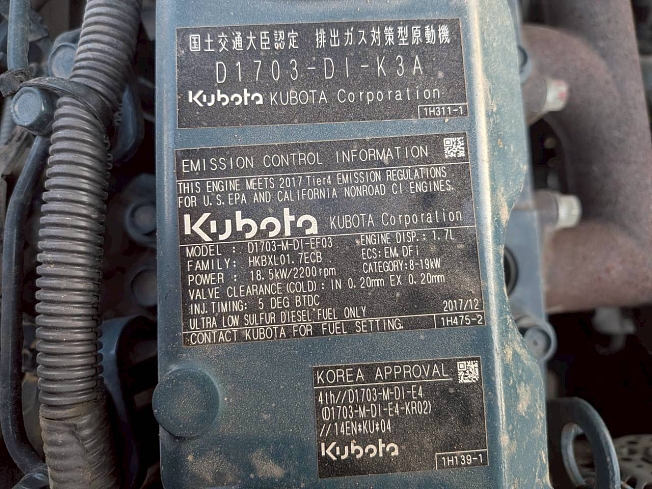 国土交通大臣認定 排出ガス対策型原動機
D1703-DI-K3A
Kubota KUBOTA Corporation
1H311-1
EMISSION CONTROL INFORMATION
THIS ENGINE MEETS 2017 Tier4 EMISSION REGULATIONS
FOR U.S. EPA AND CALIFORNIA NONROAD CI ENGINES.
Kubota KUBOTA Corporation
MODEL : D1703-M-DI-EF03 ENGINE DISP.: 1.7L
FAMILY: HKBXL01.7ECB ECS: EM, DFi
POWER : 18.5kW/2200rpm CATEGORY: 8-19kW
VALVE CLEARANCE (COLD) : IN 0.20mm EX 0.20mm
INJ. TIMING: 5 DEG BTDC
ULTRA LOW SULFUR DIESEL FUEL ONLY 2017/12
CONTACT KUBOTA FOR FUEL SETTING. 1H475-2
KOREA APPROVAL
4th//D1703-M-DI-E4
(D1703-M-DI-E4-KR02)
//14EN*KU*04
Kubota 1H139-1